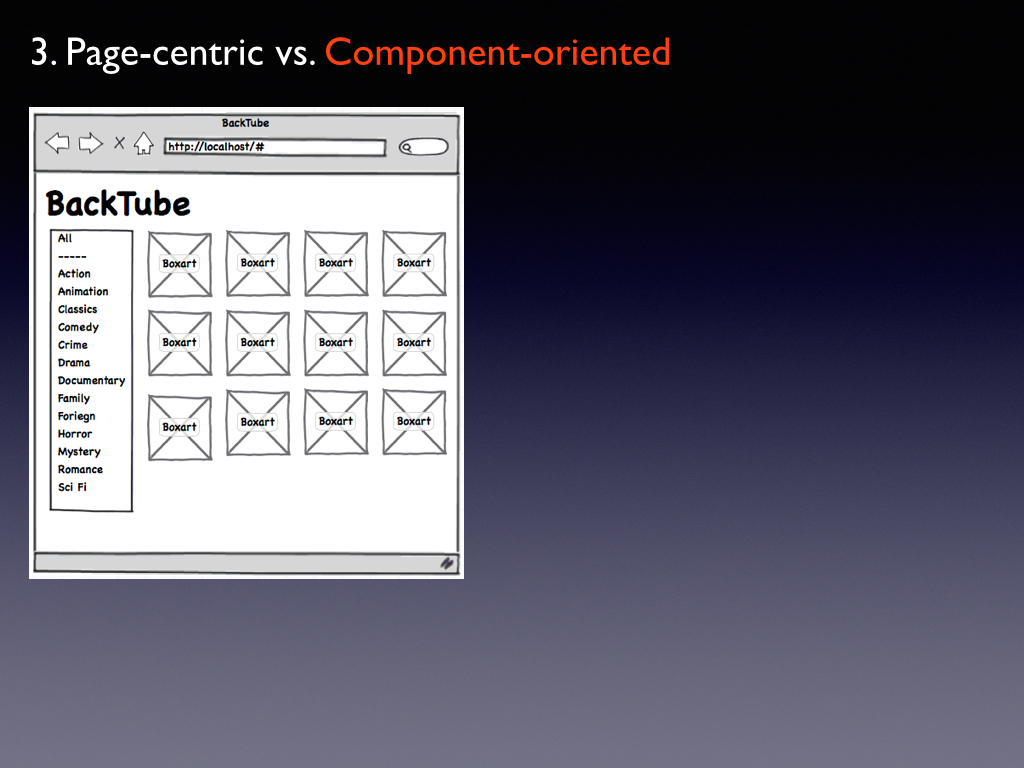 3. Page-centric vs. Component-oriented
BackTube
http://localhost/#
BackTube
All
-----
Action
Animation
Classics
Comedy
Crime
Drama
Documentary
Family
Foriegn
Horror
Mystery
Romance
Sci Fi
Boxart Boxart Boxart Boxart
Boxart Boxart Boxart Boxart
Boxart Boxart Boxart Boxart